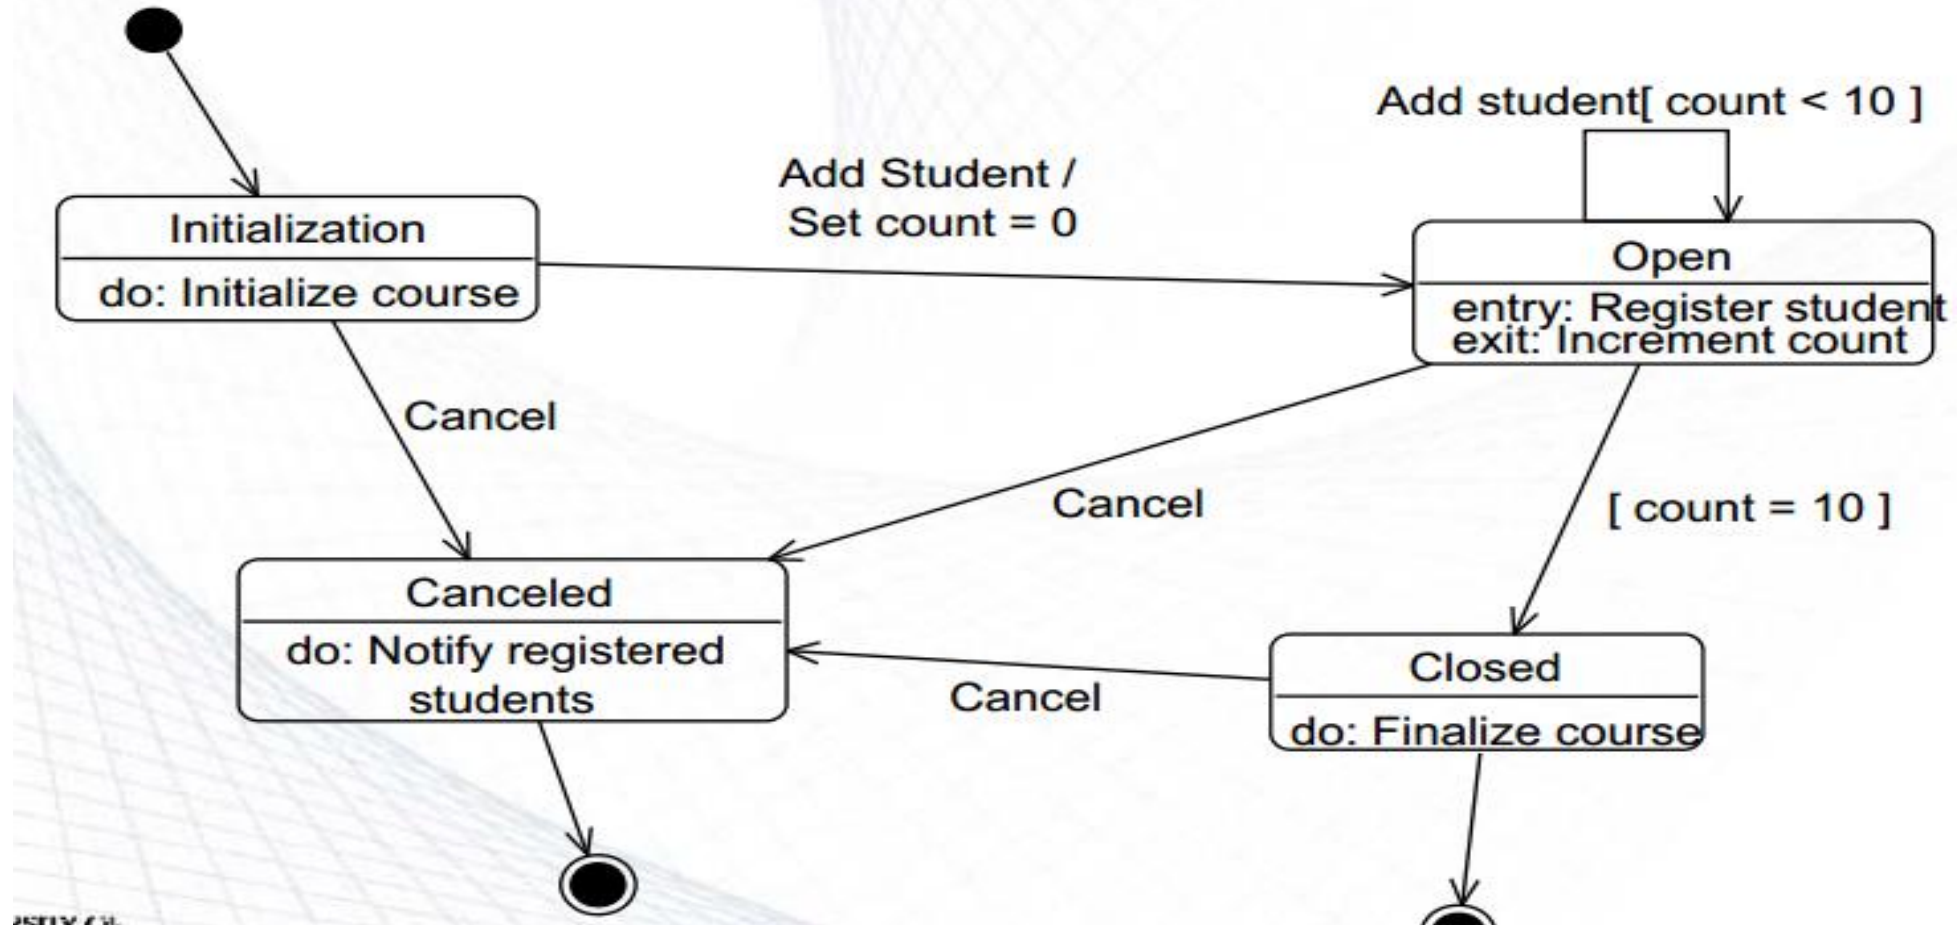 Add student[ count < 10 ]
Add Student /
Set count = 0
Initialization
do: Initialize course
Open
entry: Register student
exit: Increment count
Cancel
Cancel
[ count = 10 ]
Canceled
do: Notify registered
students
Closed
do: Finalize course
Cancel